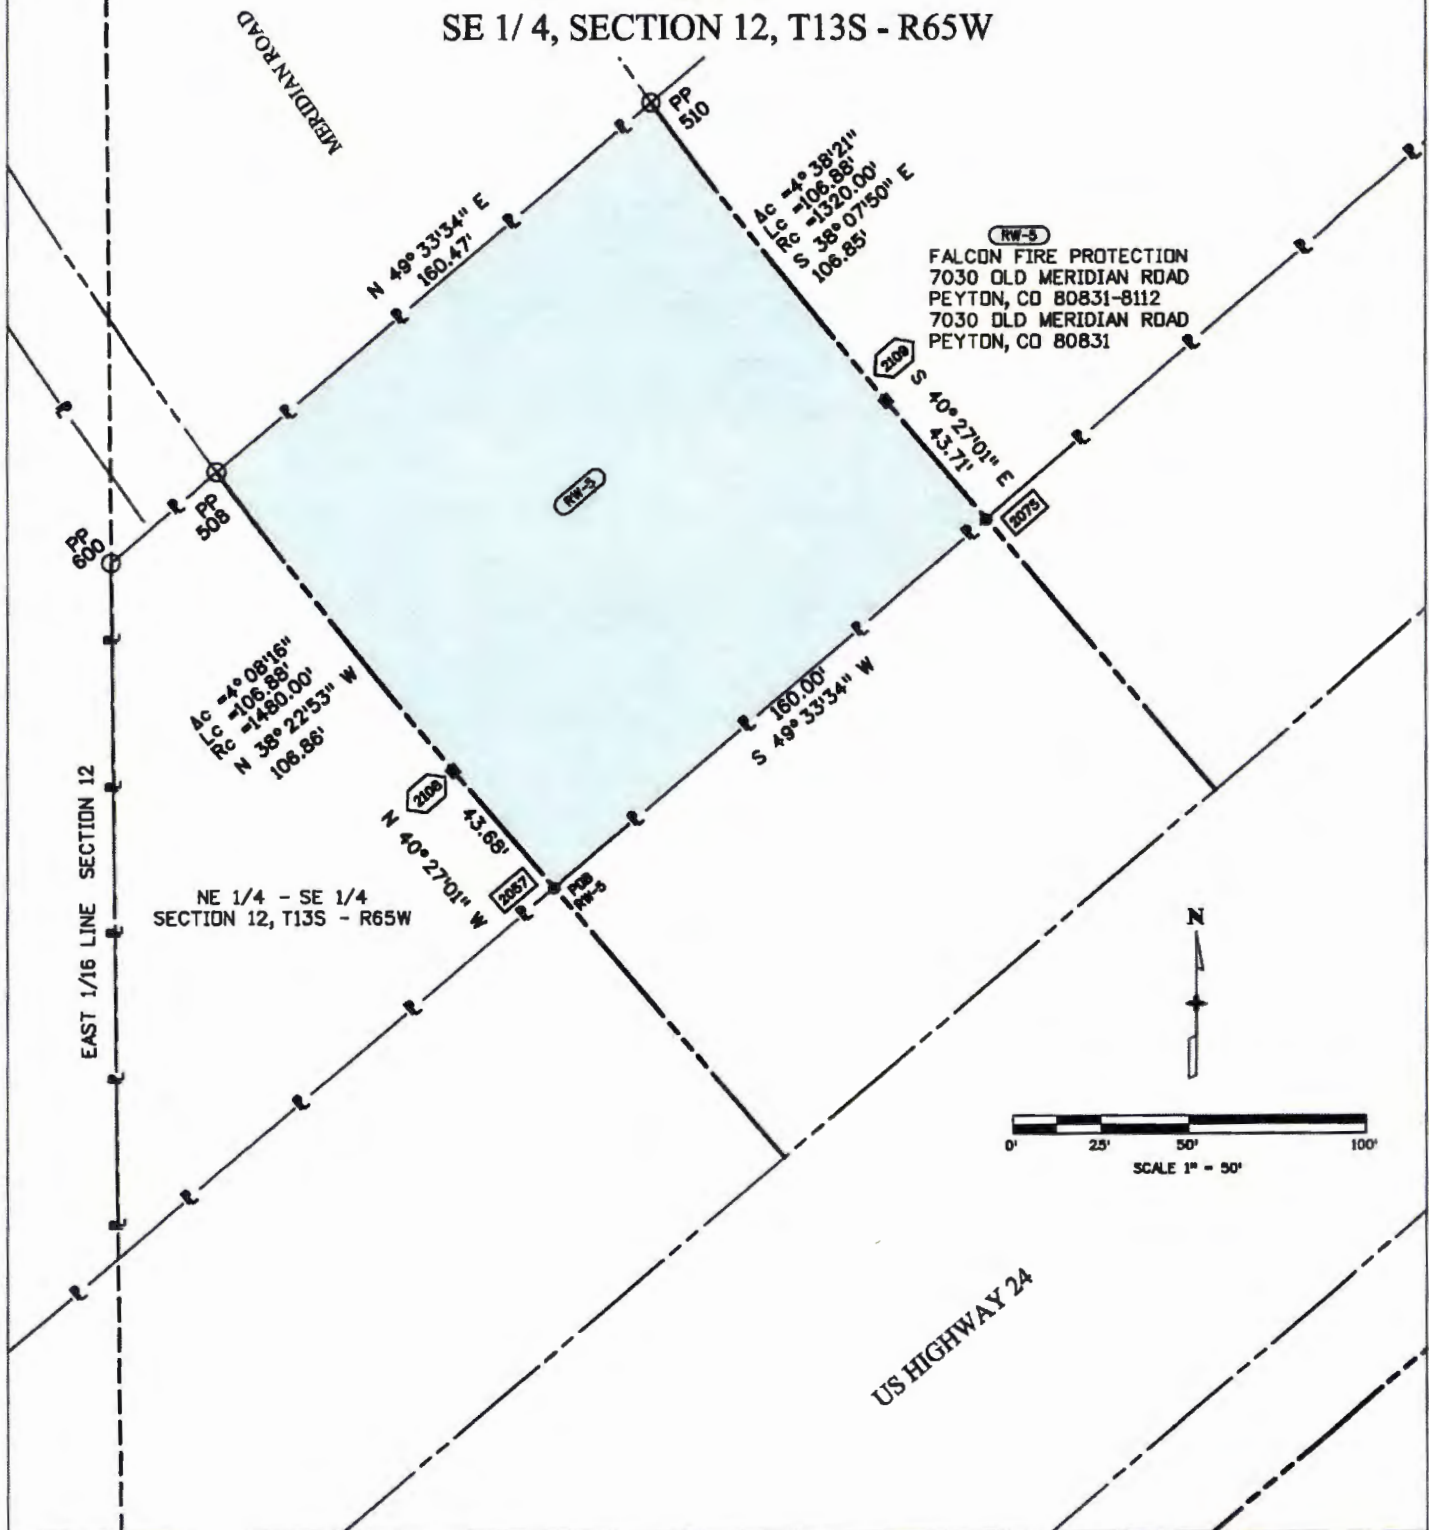 SE 1/ 4, SECTION 12, T13S - R65W
MERIDIAN ROAD
PP
510
Δc =4° 38'21"
Lc =106.88'
Rc =1320.00'
S 38° 07'50" E
106.85'
N 49° 33'34" E
160.47'
RW-5
FALCON FIRE PROTECTION
7030 OLD MERIDIAN ROAD
PEYTON, CO 80831-8112
7030 OLD MERIDIAN ROAD
PEYTON, CO 80831
2109
S 40° 27'01" E
43.71'
RW-5
2075
PP
508
PP
600
Δc =4° 08'16"
Lc =106.88'
Rc =1480.00'
N 38° 22'53" W
106.86'
160.00'
S 49° 33'34" W
2108
43.68'
N 40° 27'01" W
2057
POB
RW-5
EAST 1/16 LINE SECTION 12
NE 1/4 - SE 1/4
SECTION 12, T13S - R65W
N
0' 25' 50' 100'
SCALE 1" = 50'
US HIGHWAY 24